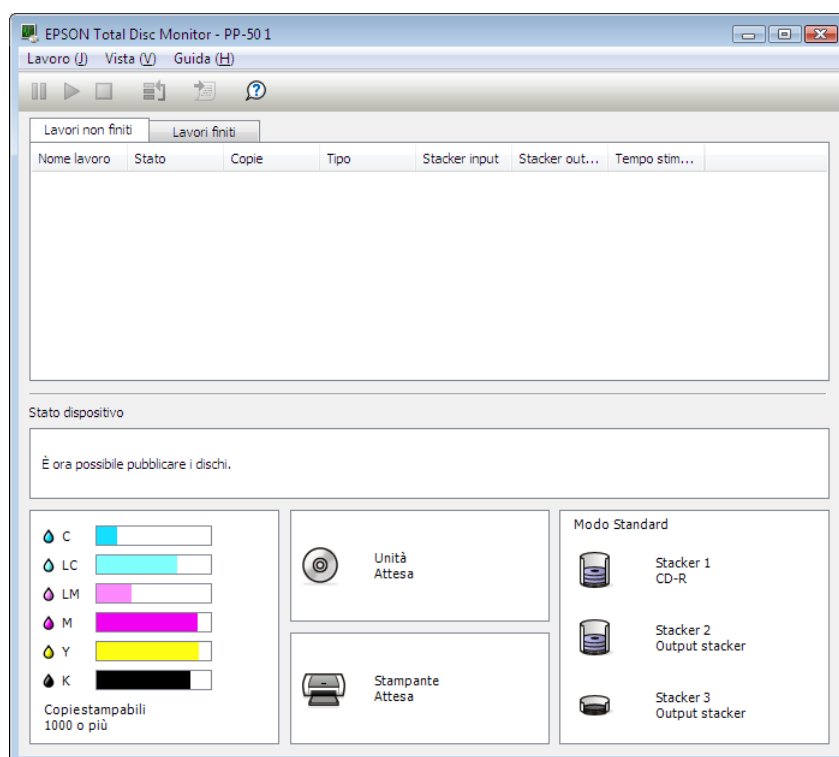 EPSON Total Disc Monitor - PP-50 1
Lavoro (J) Vista (V) Guida (H)
Lavori non finiti Lavori finiti
Nome lavoro Stato Copie Tipo Stacker input Stacker out... Tempo stim...
Stato dispositivo
È ora possibile pubblicare i dischi.
C
LC
LM
M
Y
K
Copiestampabili
1000 o più
Unità
Attesa
Stampante
Attesa
Modo Standard
Stacker 1
CD-R
Stacker 2
Output stacker
Stacker 3
Output stacker